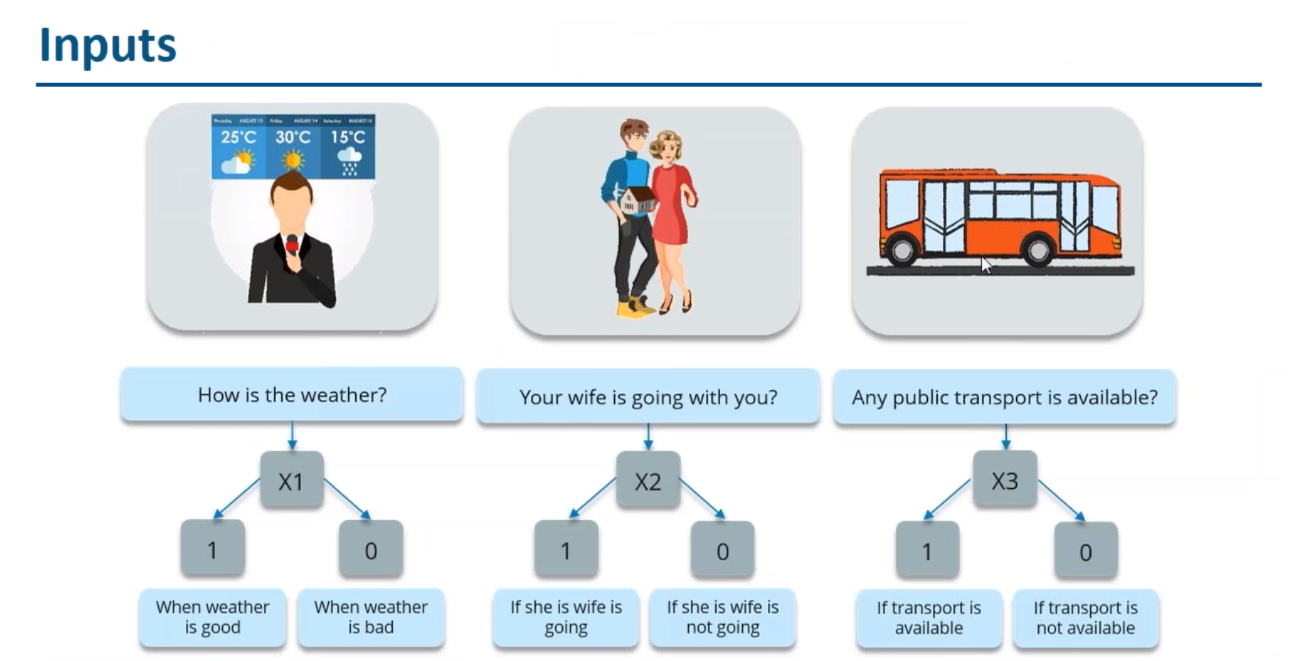 Inputs
25°C 30°C 15°C
How is the weather?
Your wife is going with you?
Any public transport is available?
X1
X2
X3
1
0
1
0
1
0
When weather
is good
When weather
is bad
If she is wife is
going
If she is wife is
not going
If transport is
available
If transport is
not available